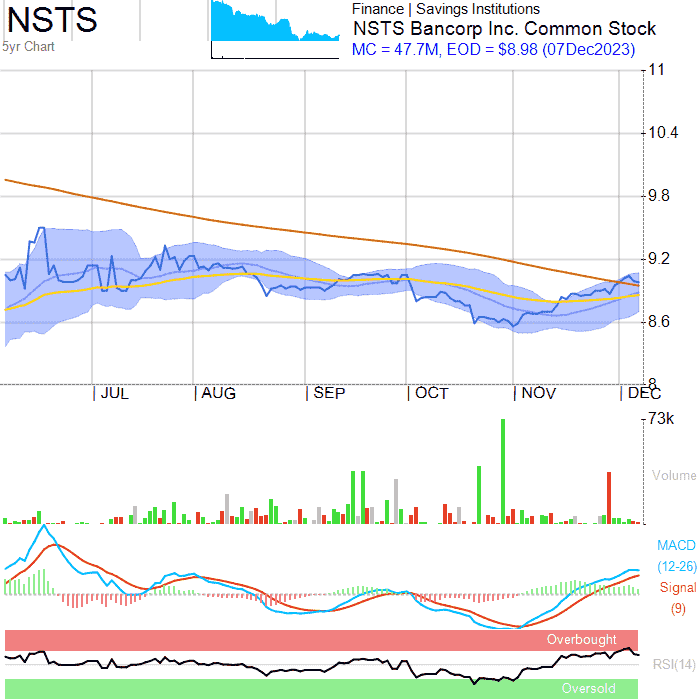 NSTS
5yr Chart
Finance | Savings Institutions
NSTS Bancorp Inc. Common Stock
MC = 47.7M, EOD = $8.98 (07Dec2023)
11
10.4
9.8
9.2
8.6
8
JUL
AUG
SEP
OCT
NOV
DEC
73k
Volume
MACD
(12-26)
Signal
(9)
Overbought
RSI(14)
Oversold